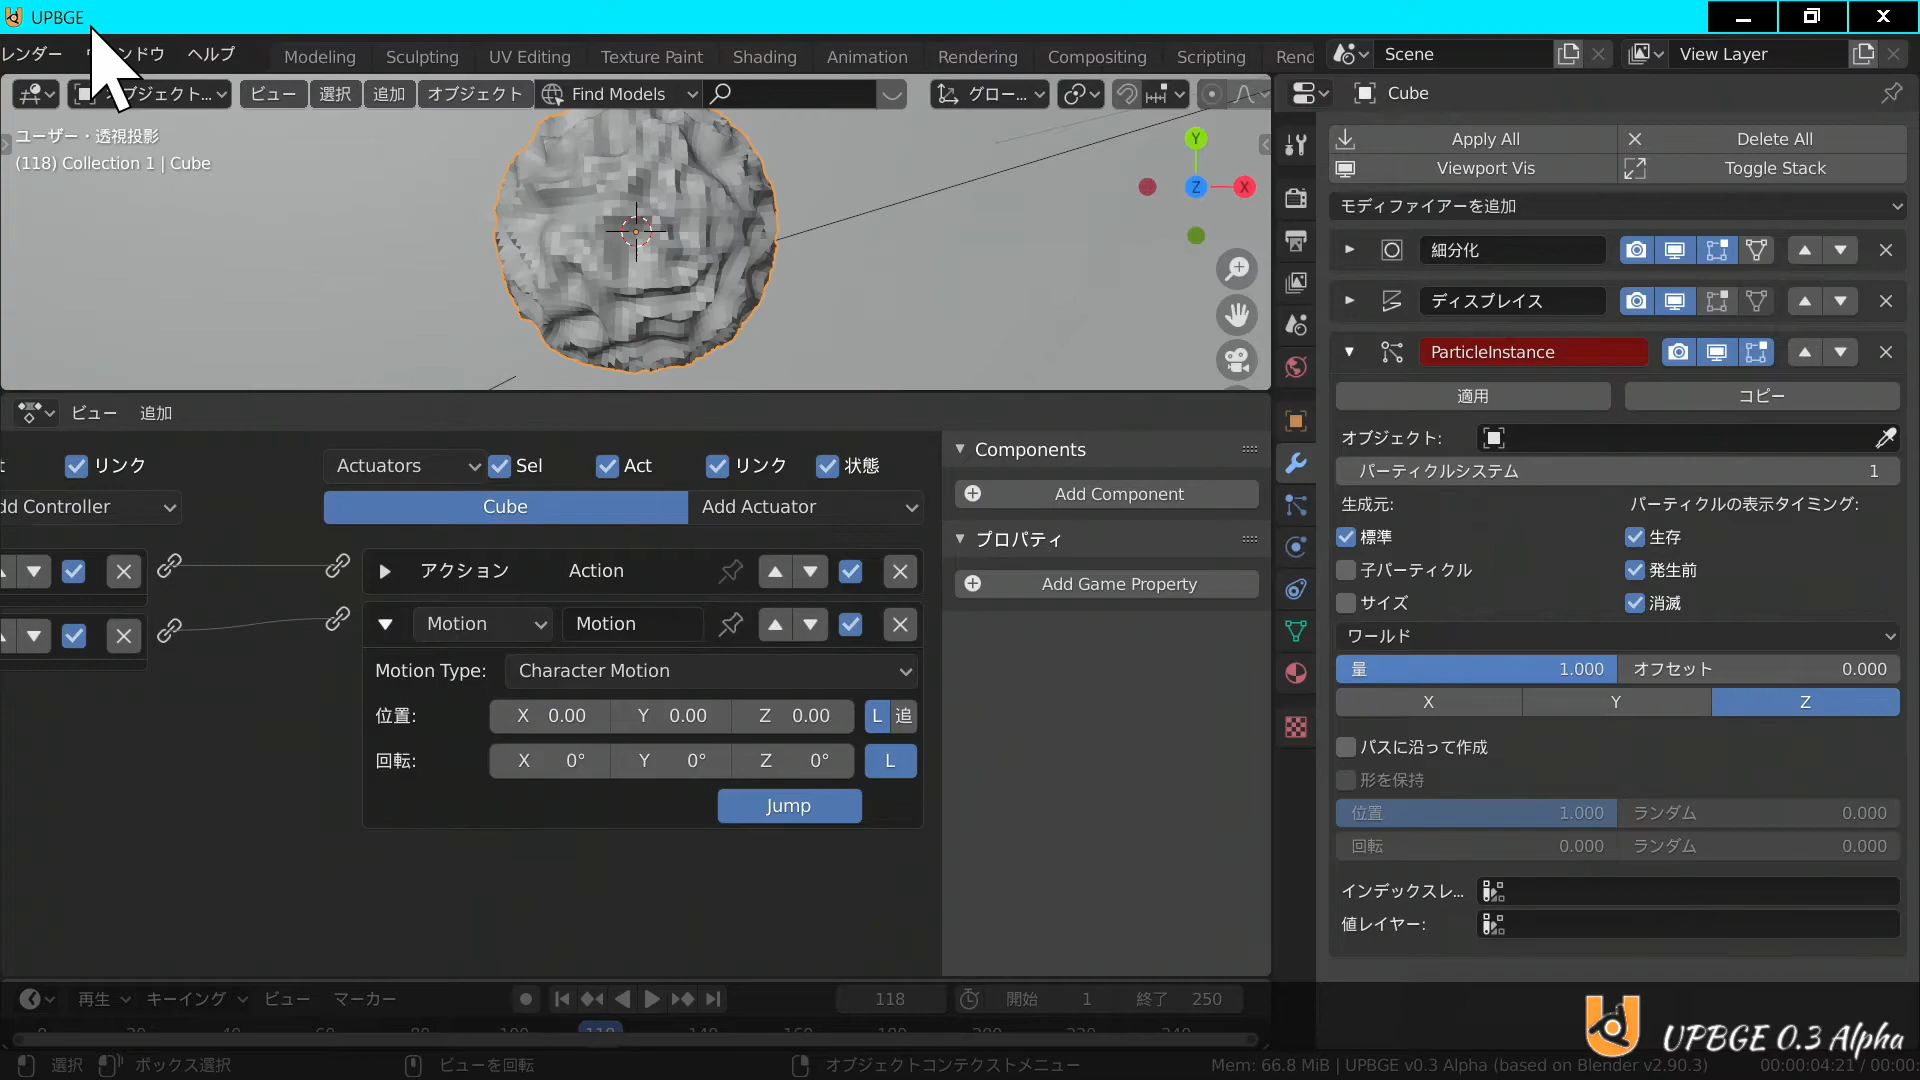 UPBGE
レンダー ウィンドウ ヘルプ Modeling Sculpting UV Editing Texture Paint Shading Animation Rendering Compositing Scripting Rend
Scene View Layer
オブジェクト... ビュー 選択 追加 オブジェクト Find Models グロー...
Cube
ユーザー・透視投影
(118) Collection 1 | Cube
Y
Z
X
Apply All Delete All
Viewport Vis Toggle Stack
モディファイアーを追加
細分化
ディスプレイス
ParticleInstance
適用 コピー
オブジェクト:
パーティクルシステム 1
生成元: パーティクルの表示タイミング:
標準 生存
子パーティクル 発生前
サイズ 消滅
ワールド
量 1.000 オフセット 0.000
X Y Z
パスに沿って作成
形を保持
位置 1.000 ランダム 0.000
回転 0.000 ランダム 0.000
インデックスレ...
値レイヤー:
ビュー 追加
t リンク Actuators Sel Act リンク 状態
dd Controller Cube Add Actuator
アクション Action
Motion Motion
Motion Type: Character Motion
位置: X 0.00 Y 0.00 Z 0.00 L 追
回転: X 0° Y 0° Z 0° L
Jump
Components
Add Component
プロパティ
Add Game Property
再生 キーイング ビュー マーカー 118 開始 1 終了 250
選択 ボックス選択 ビューを回転 オブジェクトコンテクストメニュー Mem: 66.8 MiB | UPBGE v0.3 Alpha (based on Blender v2.90.3) 00:00:04:21 / 00:00:
UPBGE 0.3 Alpha